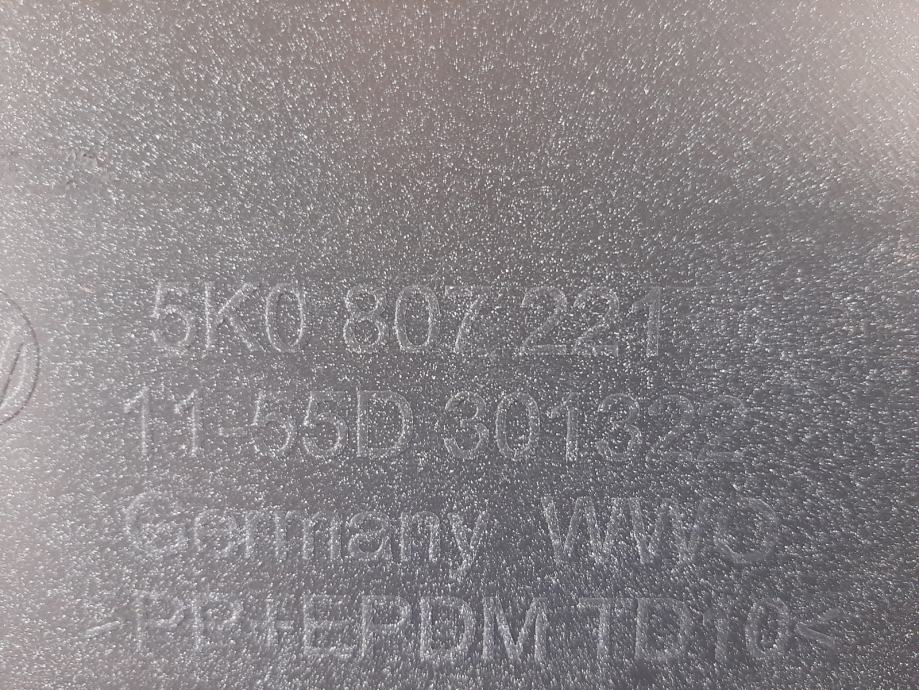 5K0 807 221
11-55D 301322
Germany WWO
>PP+EPDM TD10<